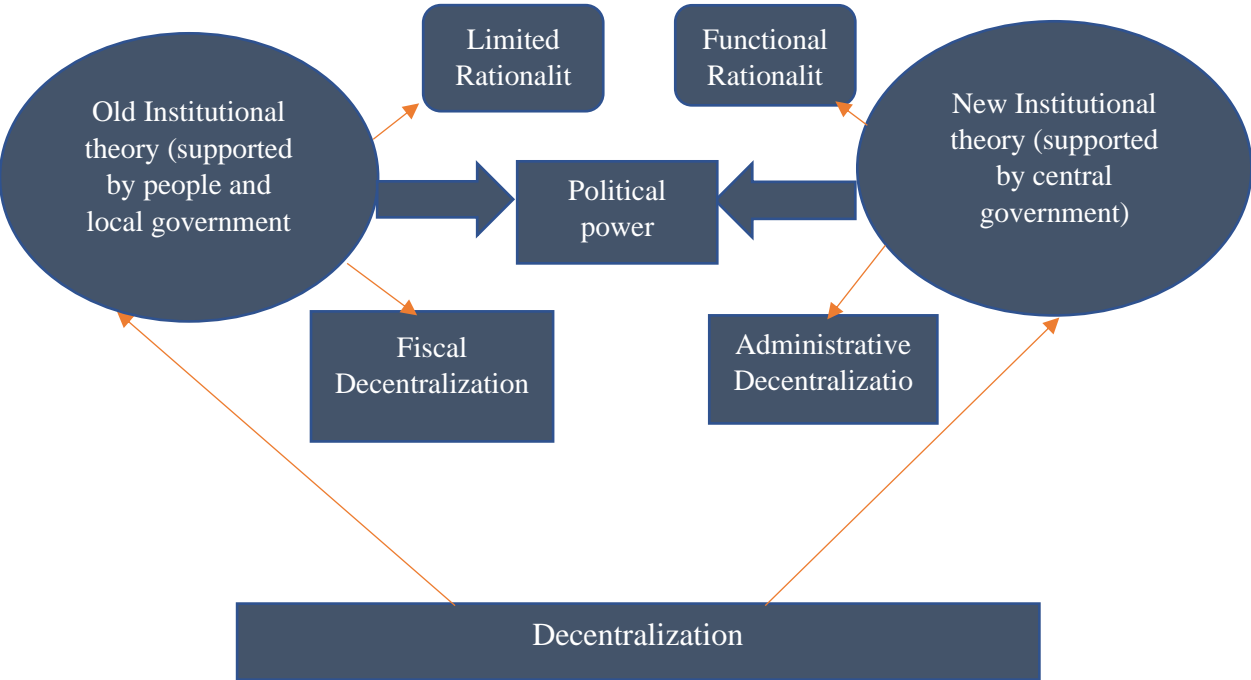 Limited
Rationalit
Functional
Rationalit
Old Institutional
theory (supported
by people and
local government
New Institutional
theory (supported
by central
government)
Political
power
Fiscal
Decentralization
Administrative
Decentralizatio
Decentralization